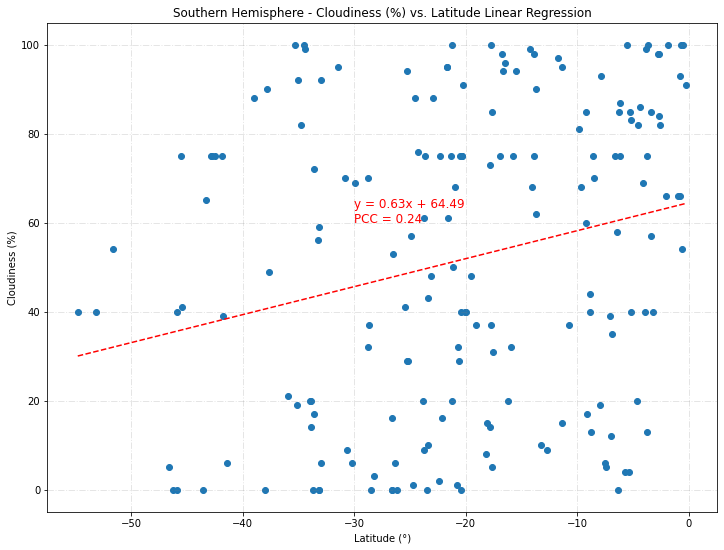 Southern Hemisphere - Cloudiness (%) vs. Latitude Linear Regression
100
80
60
40
20
0
Cloudiness (%)
y = 0.63x + 64.49
PCC = 0.24
−50
−40
−30
−20
−10
0
Latitude (°)